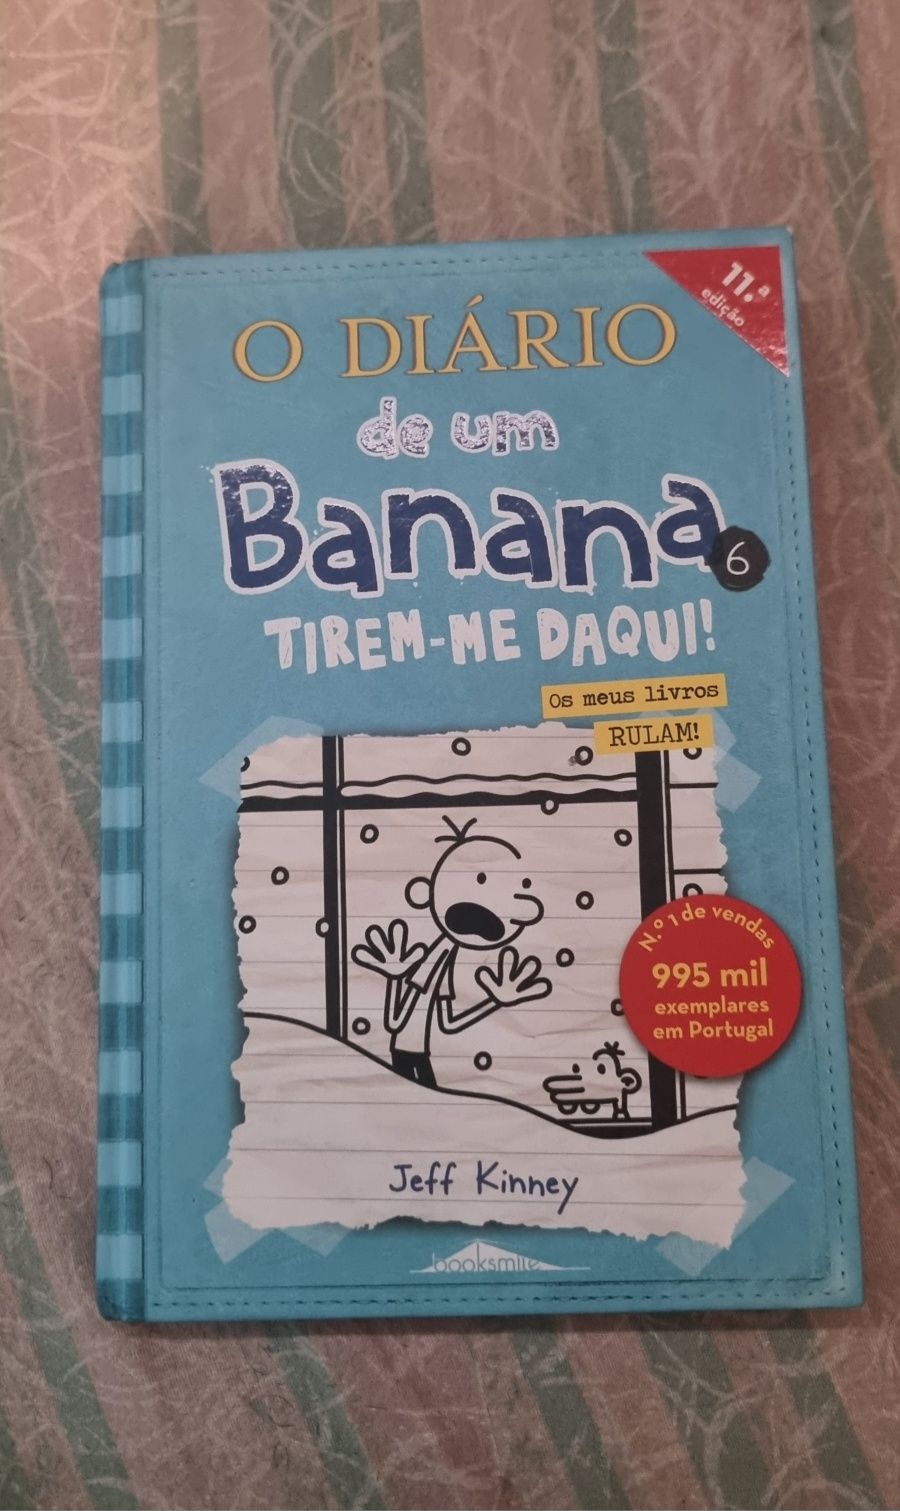 11.ª
edição
O DIÁRIO
de um
Banana
6
TIREM-ME DAQUI!
Os meus livros
RULAM!
N.º 1 de vendas
995 mil
exemplares
em Portugal
Jeff Kinney
booksmile